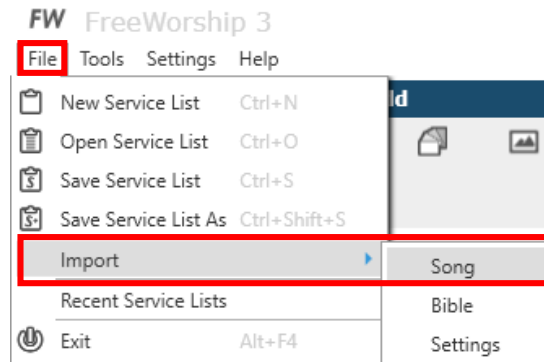 FW FreeWorship 3
File Tools Settings Help
New Service List Ctrl+N
ld
Open Service List Ctrl+O
Save Service List Ctrl+S
Save Service List As Ctrl+Shift+S
Import
Song
Recent Service Lists
Bible
Exit Alt+F4
Settings